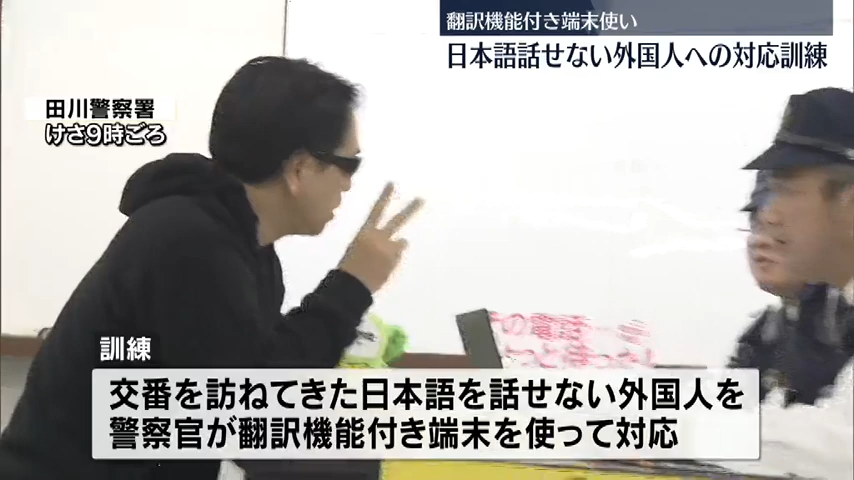 翻訳機能付き端末使い
日本語話せない外国人への対応訓練
田川警察署
けさ9時ごろ
訓練
交番を訪ねてきた日本語を話せない外国人を
警察官が翻訳機能付き端末を使って対応